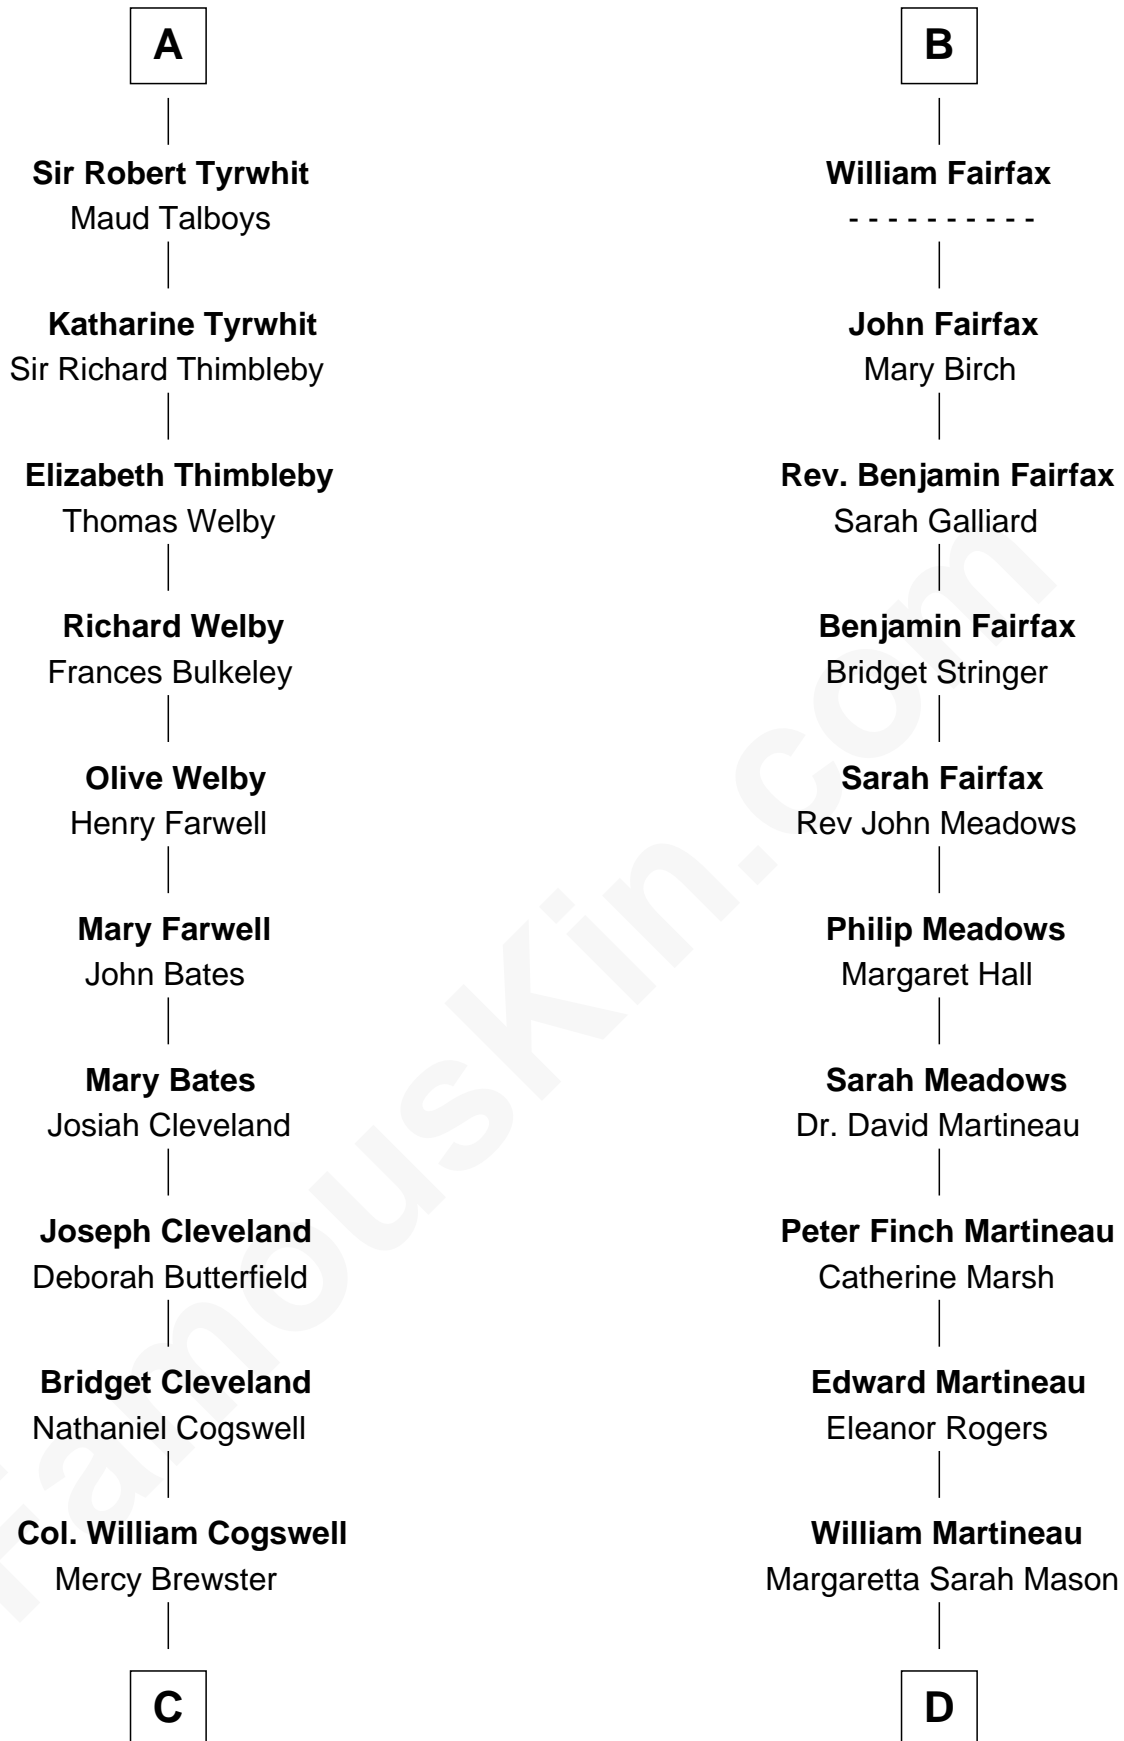 A
Sir Robert Tyrwhit
Maud Talboys
Katharine Tyrwhit
Sir Richard Thimbleby
Elizabeth Thimbleby
Thomas Welby
Richard Welby
Frances Bulkeley
Olive Welby
Henry Farwell
Mary Farwell
John Bates
Mary Bates
Josiah Cleveland
Joseph Cleveland
Deborah Butterfield
Bridget Cleveland
Nathaniel Cogswell
Col. William Cogswell
Mercy Brewster
C
B
William Fairfax
- - - - - - - - - -
John Fairfax
Mary Birch
Rev. Benjamin Fairfax
Sarah Galliard
Benjamin Fairfax
Bridget Stringer
Sarah Fairfax
Rev John Meadows
Philip Meadows
Margaret Hall
Sarah Meadows
Dr. David Martineau
Peter Finch Martineau
Catherine Marsh
Edward Martineau
Eleanor Rogers
William Martineau
Margaretta Sarah Mason
D
FamousKin.com